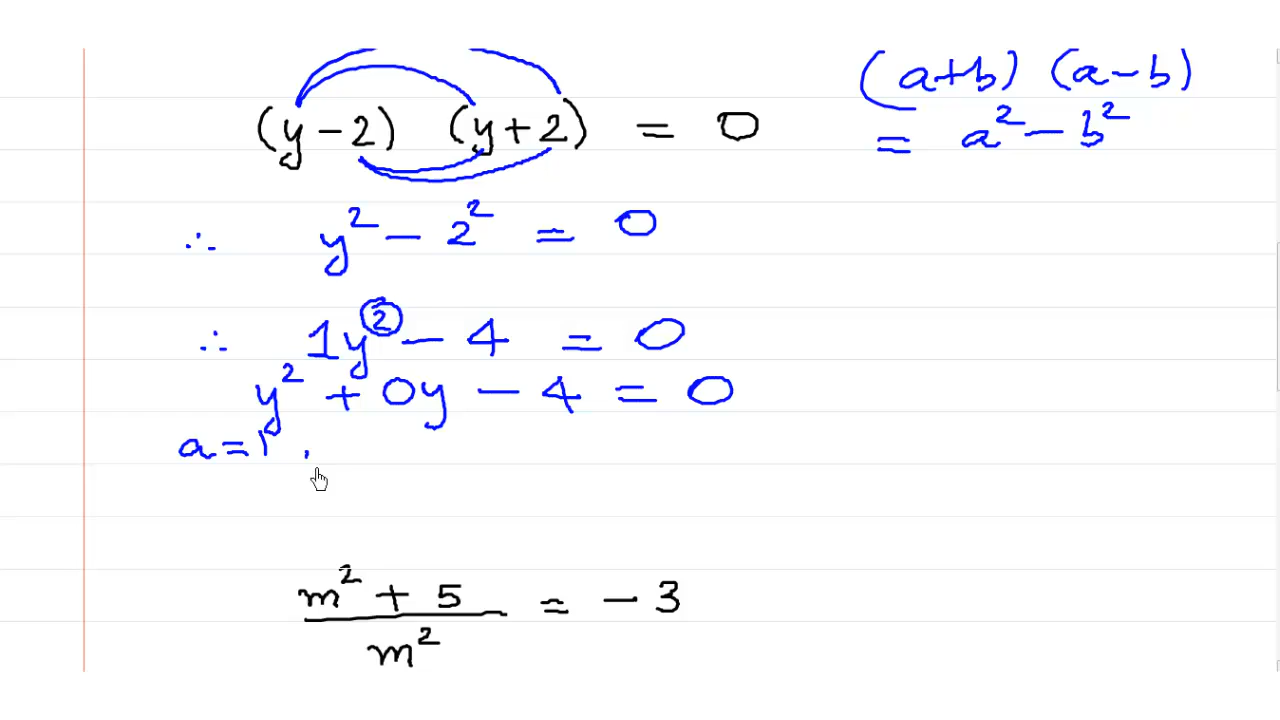 (a+b) (a-b)
(y-2) (y+2) = 0
= a² - b²
∴ y² - 2² = 0
∴ 1y² - 4 = 0
y² + 0y - 4 = 0
a = 1 ,
m² + 5 / m² = - 3